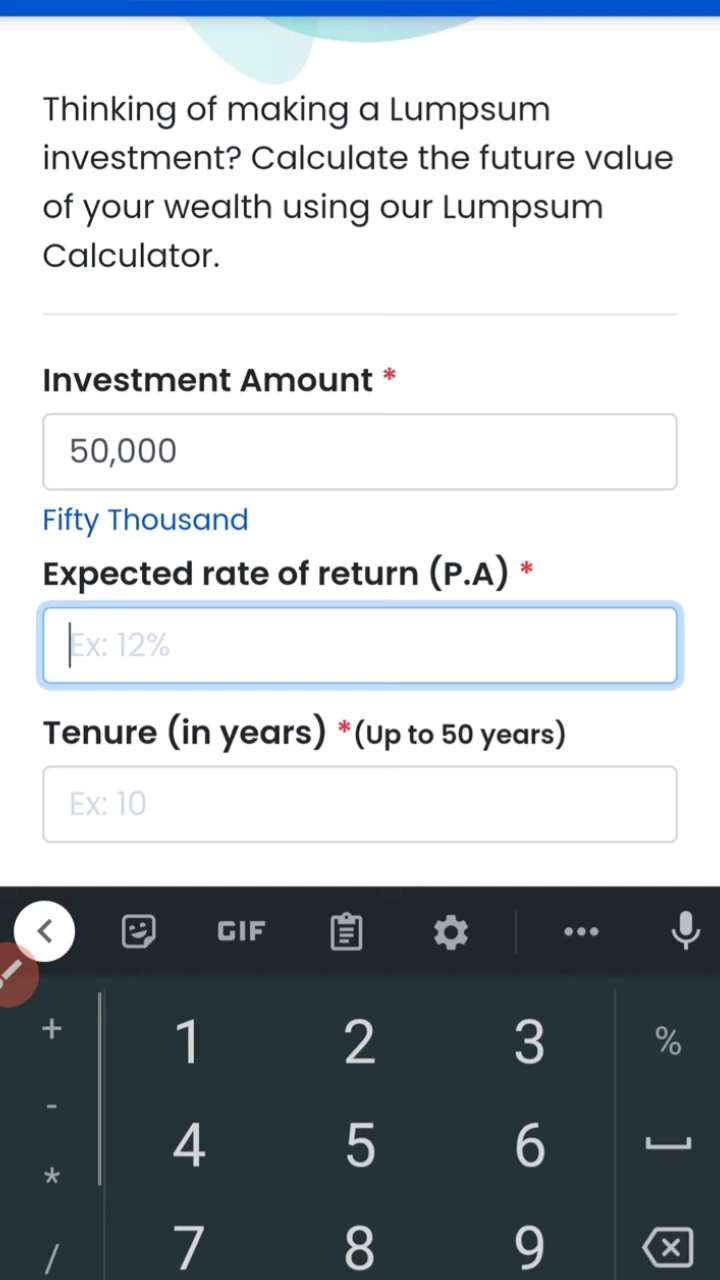 Thinking of making a Lumpsum
investment? Calculate the future value
of your wealth using our Lumpsum
Calculator.
Investment Amount *
50,000
Fifty Thousand
Expected rate of return (P.A) *
Ex: 12%
Tenure (in years) *(Up to 50 years)
Ex: 10
GIF
+ 1 2 3 %
- 4 5 6
* 7 8 9
/